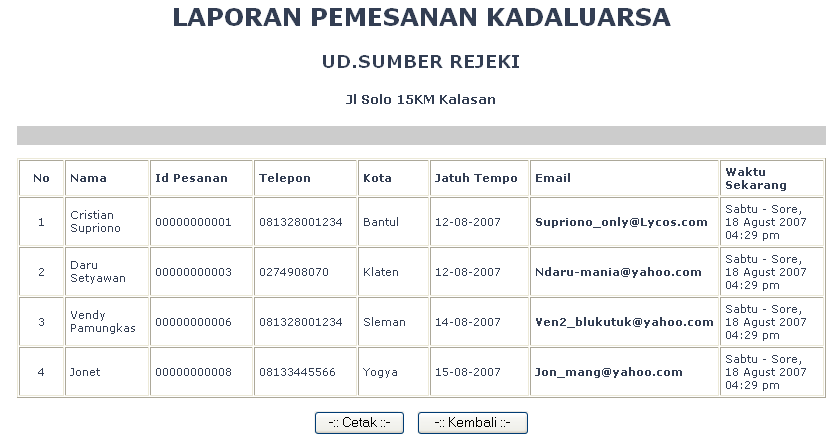 LAPORAN PEMESANAN KADALUARSA
UD.SUMBER REJEKI
Jl Solo 15KM Kalasan
No Nama Id Pesanan Telepon Kota Jatuh Tempo Email Waktu Sekarang
1 Cristian Supriono 00000000001 081328001234 Bantul 12-08-2007 Supriono_only@Lycos.com Sabtu - Sore, 18 Agust 2007 04:29 pm
2 Daru Setyawan 00000000003 0274908070 Klaten 12-08-2007 Ndaru-mania@yahoo.com Sabtu - Sore, 18 Agust 2007 04:29 pm
3 Vendy Pamungkas 00000000006 081328001234 Sleman 14-08-2007 Ven2_blukutuk@yahoo.com Sabtu - Sore, 18 Agust 2007 04:29 pm
4 Jonet 00000000008 08133445566 Yogya 15-08-2007 Jon_mang@yahoo.com Sabtu - Sore, 18 Agust 2007 04:29 pm
-:: Cetak ::- -:: Kembali ::-